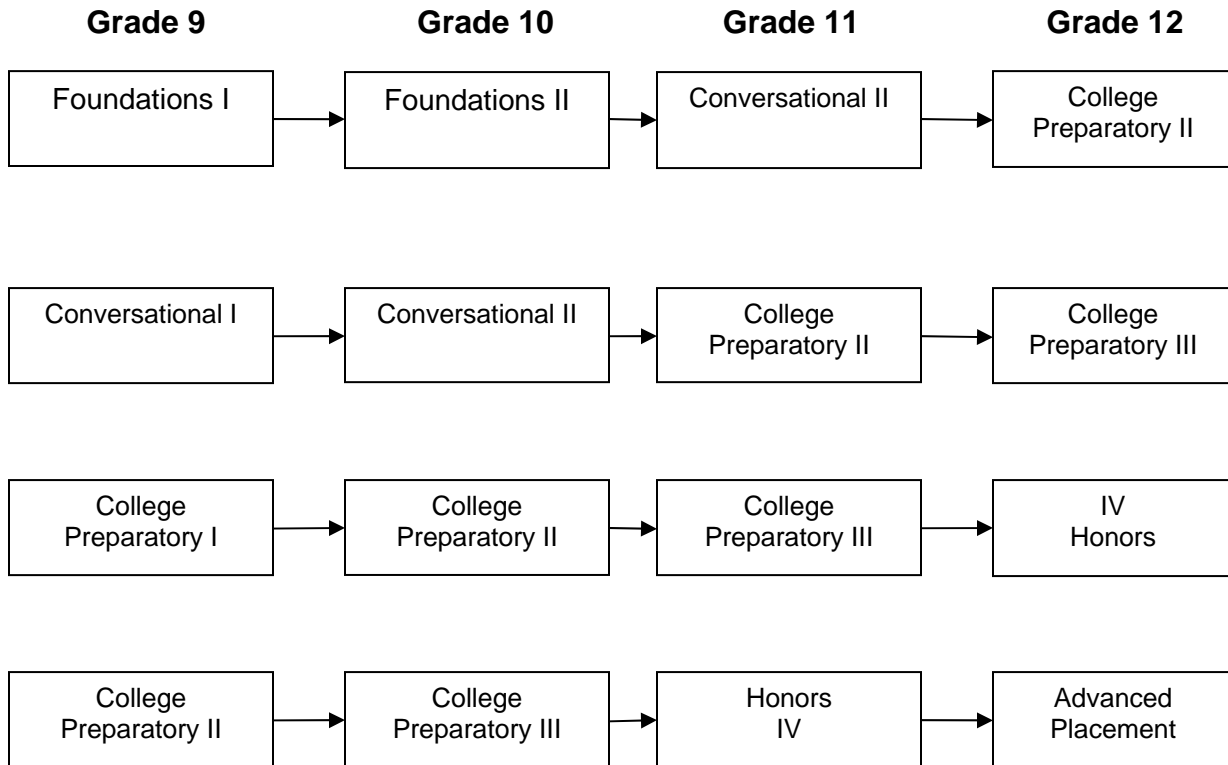 Grade 9 Grade 10 Grade 11 Grade 12
Foundations I
Foundations II
Conversational II
College
Preparatory II
Conversational I
Conversational II
College
Preparatory II
College
Preparatory III
College
Preparatory I
College
Preparatory II
College
Preparatory III
IV
Honors
College
Preparatory II
College
Preparatory III
Honors
IV
Advanced
Placement